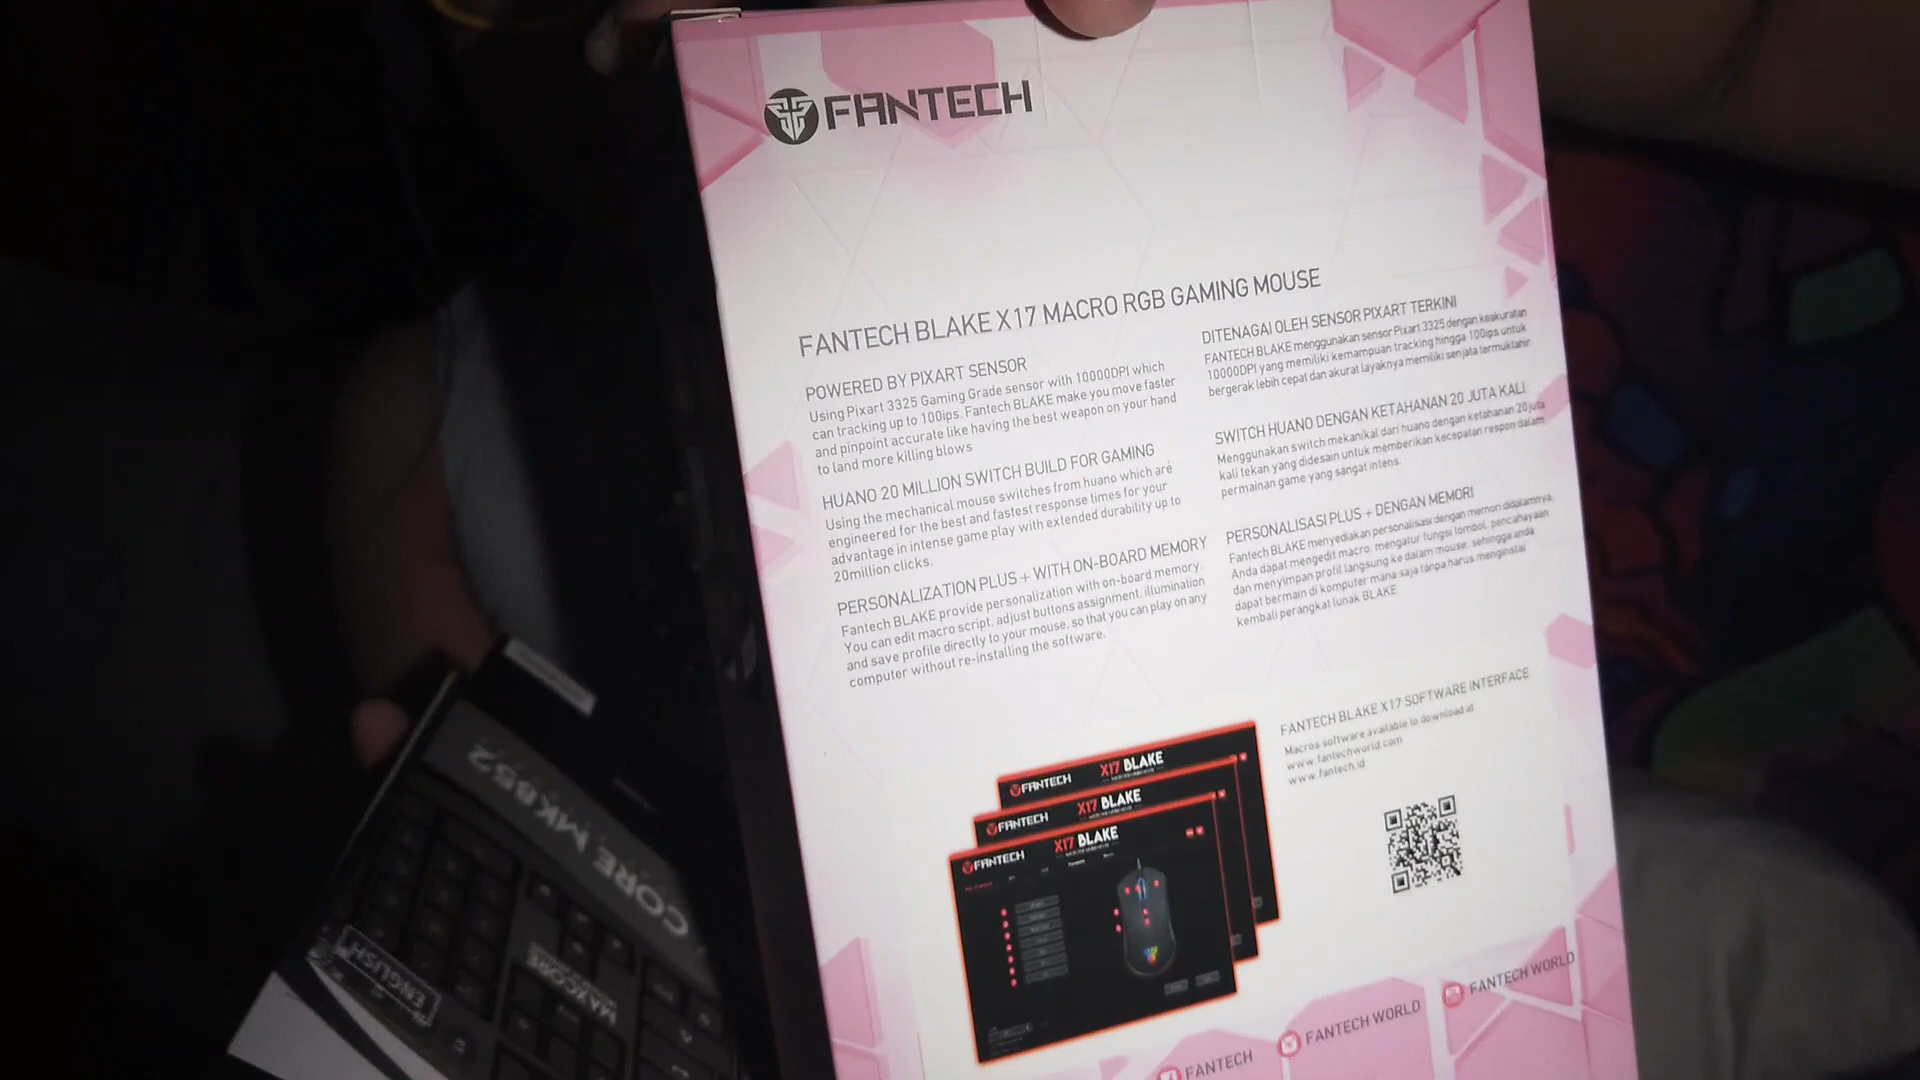 FANTECH
FANTECH BLAKE X17 MACRO RGB GAMING MOUSE
POWERED BY PIXART SENSOR
Using Pixart 3325 Gaming Grade sensor with 10000DPI which
can tracking up to 100ips. Fantech BLAKE make you move faster
and pinpoint accurate like having the best weapon on your hand
to land more killing blows
HUANO 20 MILLION SWITCH BUILD FOR GAMING
Using the mechanical mouse switches from huano which are
engineered for the best and fastest response times for your
advantage in intense game play with extended durability up to
20million clicks.
PERSONALIZATION PLUS + WITH ON-BOARD MEMORY
Fantech BLAKE provide personalization with on-board memory.
You can edit macro script, adjust buttons assignment, illumination
and save profile directly to your mouse, so that you can play on any
computer without re-installing the software.
DITENAGAI OLEH SENSOR PIXART TERKINI
FANTECH BLAKE menggunakan sensor Pixart 3325 dengan keakuratan
10000DPI yang memiliki kemampuan tracking hingga 100ips untuk
bergerak lebih cepat dan akurat layaknya memiliki senjata termuktahir
SWITCH HUANO DENGAN KETAHANAN 20 JUTA KALI
Menggunakan switch mekanikal dari huano dengan ketahanan 20juta
kali tekan yang didesain untuk memberikan kecepatan respon dalam
permainan game yang sangat intens.
PERSONALISASI PLUS + DENGAN MEMORI
Fantech BLAKE menyediakan personalisasi dengan memori didalamnya.
Anda dapat mengedit macro, mengatur fungsi tombol, pencahayaan
dan menyimpan profil langsung ke dalam mouse, sehingga anda
dapat bermain di komputer mana saja tanpa harus menginstal
kembali perangkat lunak BLAKE
FANTECH BLAKE X17 SOFTWARE INTERFACE
Macros software available to download at
www.fantechworld.com
www.fantech.id
FANTECH X17 BLAKE
FANTECH X17 BLAKE
FANTECH X17 BLAKE
FANTECH
FANTECH WORLD
FANTECH WORLD
CORE MK852
MAXCORE
ENGLISH